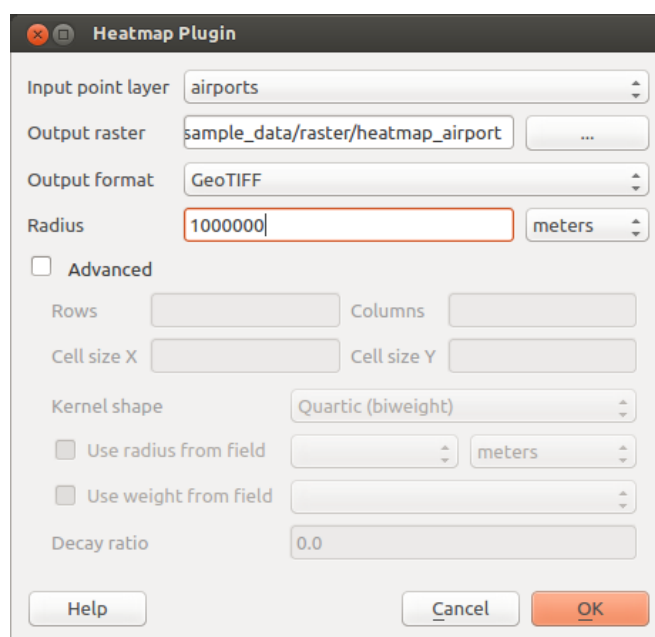 Heatmap Plugin
Input point layer airports
Output raster sample_data/raster/heatmap_airport ...
Output format GeoTIFF
Radius 1000000 meters
Advanced
Rows Columns
Cell size X Cell size Y
Kernel shape Quartic (biweight)
Use radius from field meters
Use weight from field
Decay ratio 0.0
Help Cancel OK